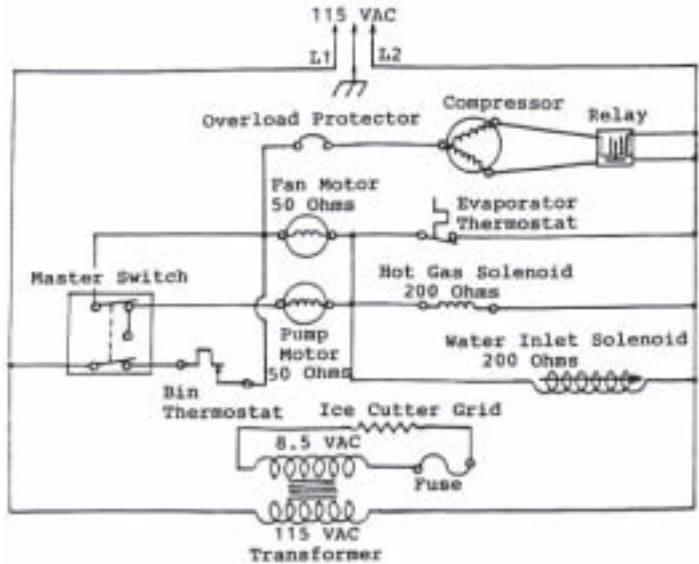 115 VAC
L1 L2
Compressor
Overload Protector
Relay
Fan Motor
50 Ohms
Evaporator
Thermostat
Master Switch
Hot Gas Solenoid
200 Ohms
Pump
Motor
50 Ohms
Water Inlet Solenoid
200 Ohms
Bin
Thermostat
Ice Cutter Grid
8.5 VAC
Fuse
115 VAC
Transformer